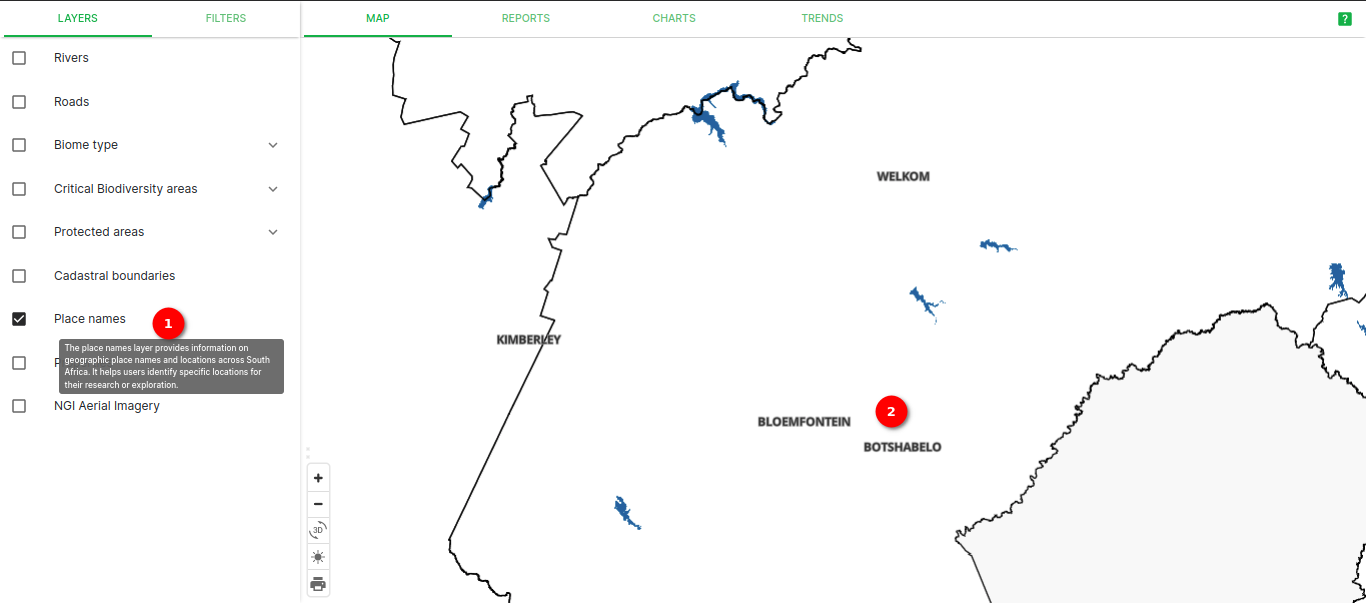 LAYERS
FILTERS
MAP
REPORTS
CHARTS
TRENDS
?
Rivers
Roads
Biome type
Critical Biodiversity areas
Protected areas
Cadastral boundaries
Place names
1
The place names layer provides information on
geographic place names and locations across South
Africa. It helps users identify specific locations for
their research or exploration.
NGI Aerial Imagery
WELKOM
KIMBERLEY
2
BLOEMFONTEIN
BOTSHABELO
+
−
3D